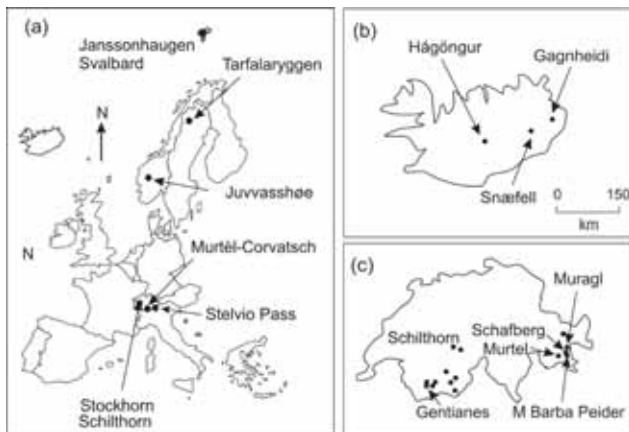 (a)
Janssonhaugen
Svalbard
Tarfalaryggen
N
Juvvasshøe
N
Murtèl-Corvatsch
Stelvio Pass
Stockhorn
Schilthorn
(b)
Hágöngur
Gagnheidi
Snæfell
0 150
km
(c)
Muragl
Schilthorn
Schafberg
Murtel
Gentianes
M Barba Peider